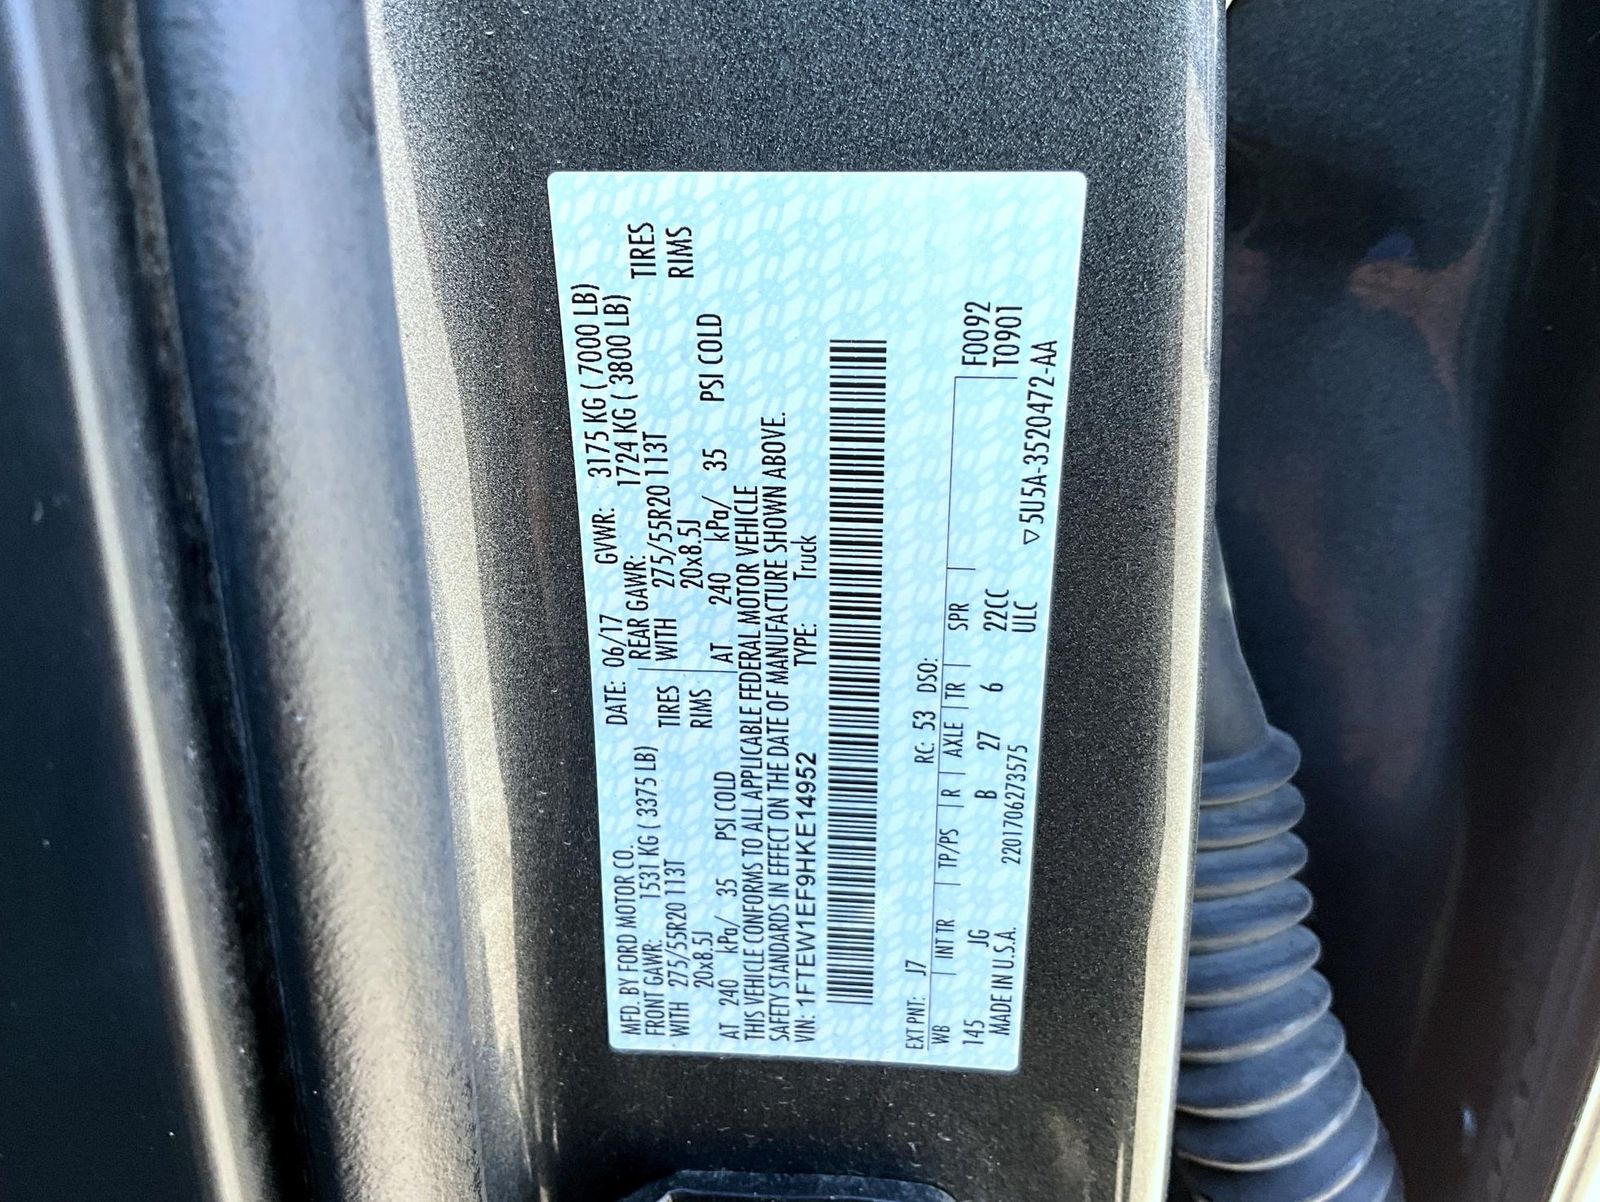 MFD. BY FORD MOTOR CO. DATE: 06/17 GVWR: 3175 KG ( 7000 LB)
FRONT GAWR: 1531 KG ( 3375 LB) REAR GAWR: 1724 KG ( 3800 LB)
WITH 275/55R20 113T TIRES WITH 275/55R20 113T TIRES
20x8.5J RIMS 20x8.5J RIMS
AT 240 kPa/ 35 PSI COLD AT 240 kPa/ 35 PSI COLD
THIS VEHICLE CONFORMS TO ALL APPLICABLE FEDERAL MOTOR VEHICLE
SAFETY STANDARDS IN EFFECT ON THE DATE OF MANUFACTURE SHOWN ABOVE.
VIN: 1FTEW1EF9HKE14952 TYPE: Truck
EXT PNT: J7 RC: 53 DSO:
WB INT TR TP/PS R AXLE TR SPR F0092
145 JG B 27 6 22CC T0901
MADE IN U.S.A. 2201706273575 ULC
▽5U5A-3520472-AA